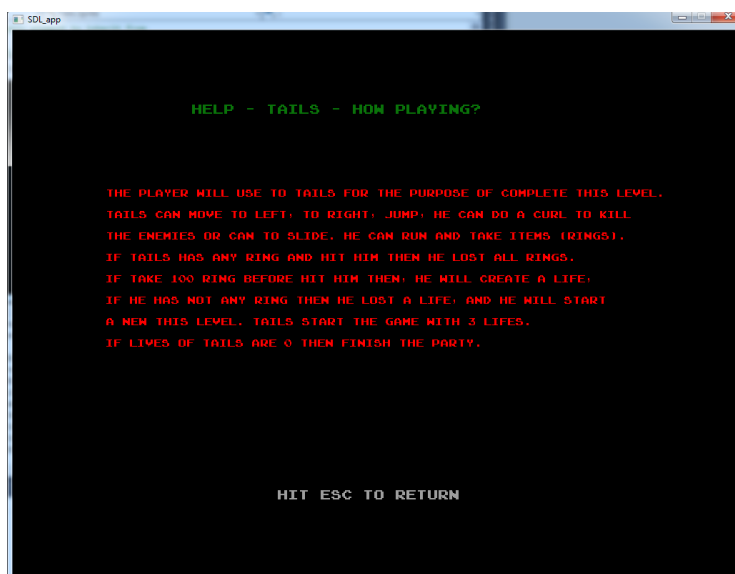 SDL_app
HELP - TAILS - HOW PLAYING?
THE PLAYER WILL USE TO TAILS FOR THE PURPOSE OF COMPLETE THIS LEVEL.
TAILS CAN MOVE TO LEFT, TO RIGHT, JUMP, HE CAN DO A CURL TO KILL
THE ENEMIES OR CAN TO SLIDE. HE CAN RUN AND TAKE ITEMS (RINGS).
IF TAILS HAS ANY RING AND HIT HIM THEN HE LOST ALL RINGS.
IF TAKE 100 RING BEFORE HIT HIM THEN, HE WILL CREATE A LIFE,
IF HE HAS NOT ANY RING THEN HE LOST A LIFE, AND HE WILL START
A NEW THIS LEVEL. TAILS START THE GAME WITH 3 LIFES.
IF LIVES OF TAILS ARE 0 THEN FINISH THE PARTY.
HIT ESC TO RETURN